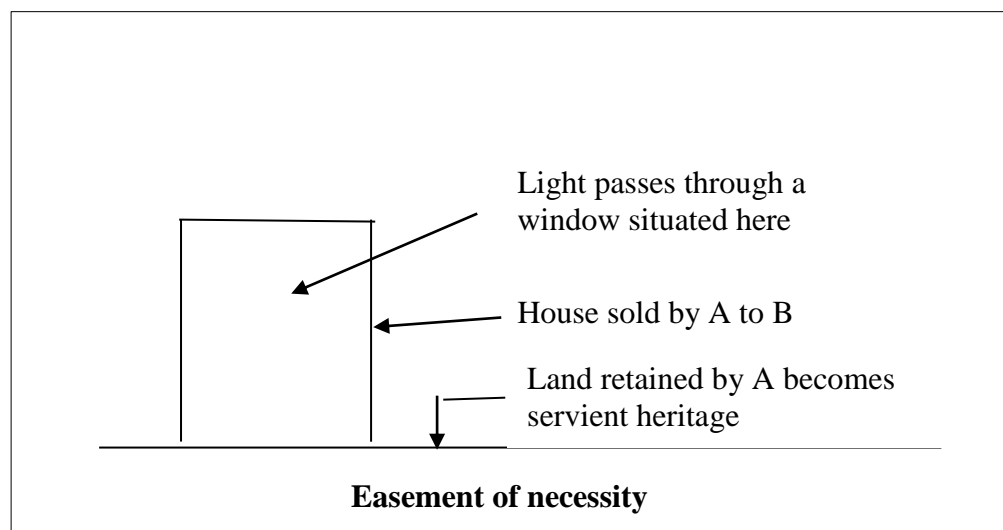 Light passes through a
window situated here
House sold by A to B
Land retained by A becomes
servient heritage
Easement of necessity